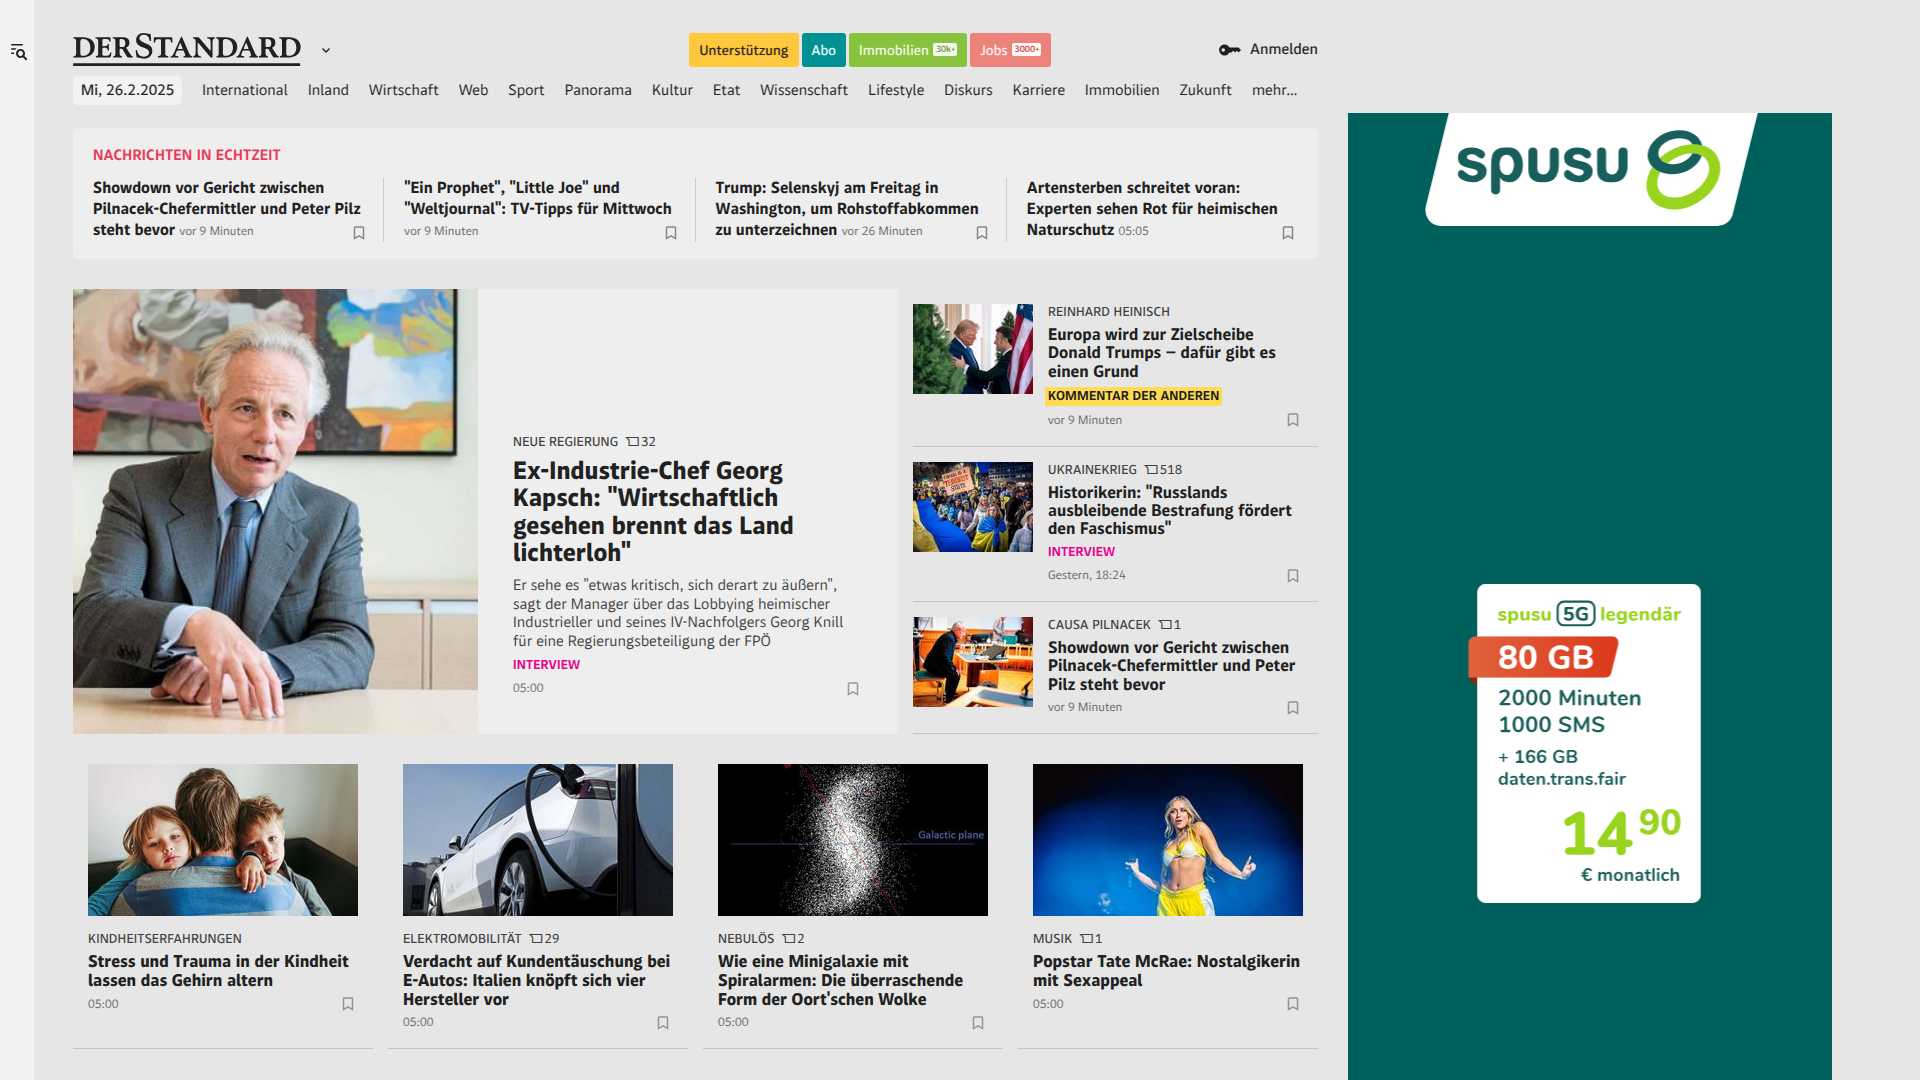 DERSTANDARD
Unterstützung
Abo
Immobilien 30k+
Jobs 3000+
Anmelden
Mi, 26.2.2025
International
Inland
Wirtschaft
Web
Sport
Panorama
Kultur
Etat
Wissenschaft
Lifestyle
Diskurs
Karriere
Immobilien
Zukunft
mehr...
NACHRICHTEN IN ECHTZEIT
Showdown vor Gericht zwischen
Pilnacek-Chefermittler und Peter Pilz
steht bevor vor 9 Minuten
"Ein Prophet", "Little Joe" und
"Weltjournal": TV-Tipps für Mittwoch
vor 9 Minuten
Trump: Selenskyj am Freitag in
Washington, um Rohstoffabkommen
zu unterzeichnen vor 26 Minuten
Artensterben schreitet voran:
Experten sehen Rot für heimischen
Naturschutz 05:05
NEUE REGIERUNG 32
Ex-Industrie-Chef Georg
Kapsch: "Wirtschaftlich
gesehen brennt das Land
lichterloh"
Er sehe es "etwas kritisch, sich derart zu äußern",
sagt der Manager über das Lobbying heimischer
Industrieller und seines IV-Nachfolgers Georg Knill
für eine Regierungsbeteiligung der FPÖ
INTERVIEW
05:00
REINHARD HEINISCH
Europa wird zur Zielscheibe
Donald Trumps – dafür gibt es
einen Grund
KOMMENTAR DER ANDEREN
vor 9 Minuten
UKRAINEKRIEG 518
Historikerin: "Russlands
ausbleibende Bestrafung fördert
den Faschismus"
INTERVIEW
Gestern, 18:24
CAUSA PILNACEK 1
Showdown vor Gericht zwischen
Pilnacek-Chefermittler und Peter
Pilz steht bevor
vor 9 Minuten
KINDHEITSERFAHRUNGEN
Stress und Trauma in der Kindheit
lassen das Gehirn altern
05:00
ELEKTROMOBILITÄT 29
Verdacht auf Kundentäuschung bei
E-Autos: Italien knöpft sich vier
Hersteller vor
05:00
Galactic plane
NEBULÖS 2
Wie eine Minigalaxie mit
Spiralarmen: Die überraschende
Form der Oort'schen Wolke
05:00
MUSIK 1
Popstar Tate McRae: Nostalgikerin
mit Sexappeal
05:00
spusu
spusu 5G legendär
80 GB
2000 Minuten
1000 SMS
+ 166 GB
daten.trans.fair
14 90
€ monatlich